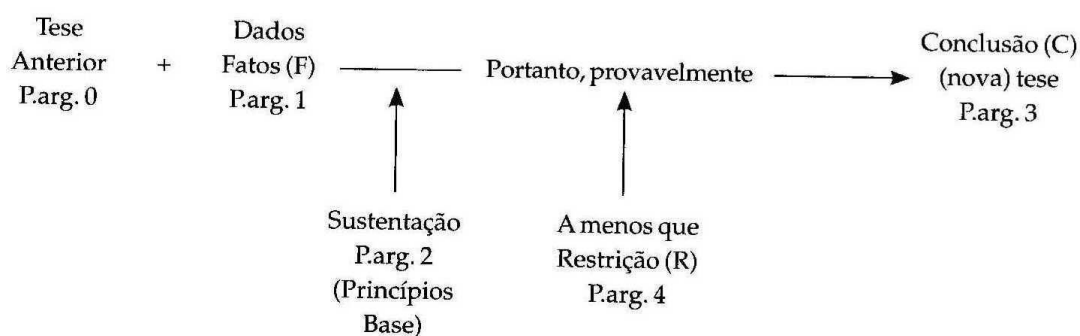 Tese
Anterior
P.arg. 0
+
Dados
Fatos (F)
P.arg. 1
Portanto, provavelmente
Conclusão (C)
(nova) tese
P.arg. 3
Sustentação
P.arg. 2
(Princípios
Base)
A menos que
Restrição (R)
P.arg. 4